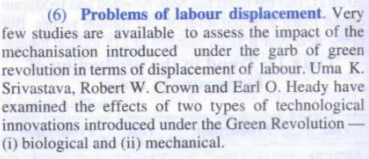 (6) Problems of labour displacement. Very
few studies are available to assess the impact of the
mechanisation introduced under the garb of green
revolution in terms of displacement of labour. Uma K.
Srivastava, Robert W. Crown and Earl O. Heady have
examined the effects of two types of technological
innovations introduced under the Green Revolution —
(i) biological and (ii) mechanical.